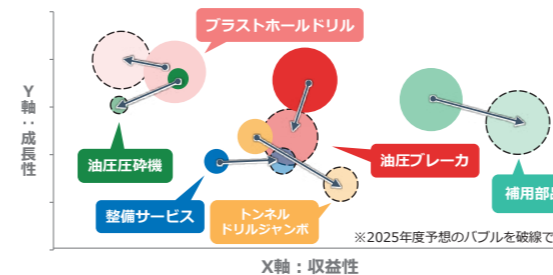 ブラストホールドリル
Y軸：成長性
油圧圧砕機
油圧ブレーカ
補用部品
整備サービス
トンネル
ドリルジャンボ
※2025年度予想のバブルを破線で
X軸：収益性